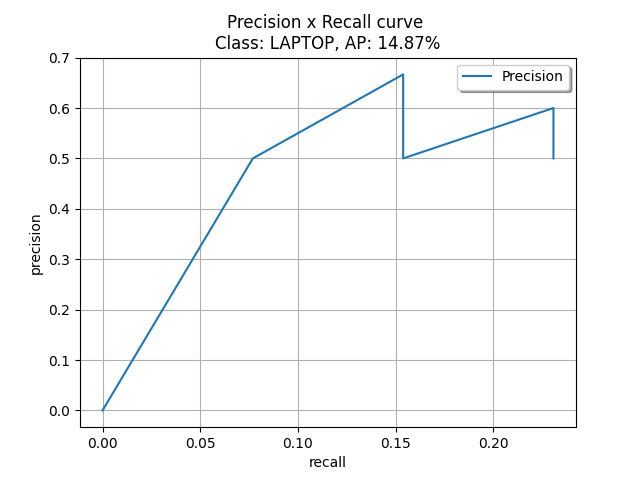 Precision x Recall curve
Class: LAPTOP, AP: 14.87%
Precision
0.7
0.6
0.5
0.4
0.3
0.2
0.1
0.0
precision
0.00 0.05 0.10 0.15 0.20
recall